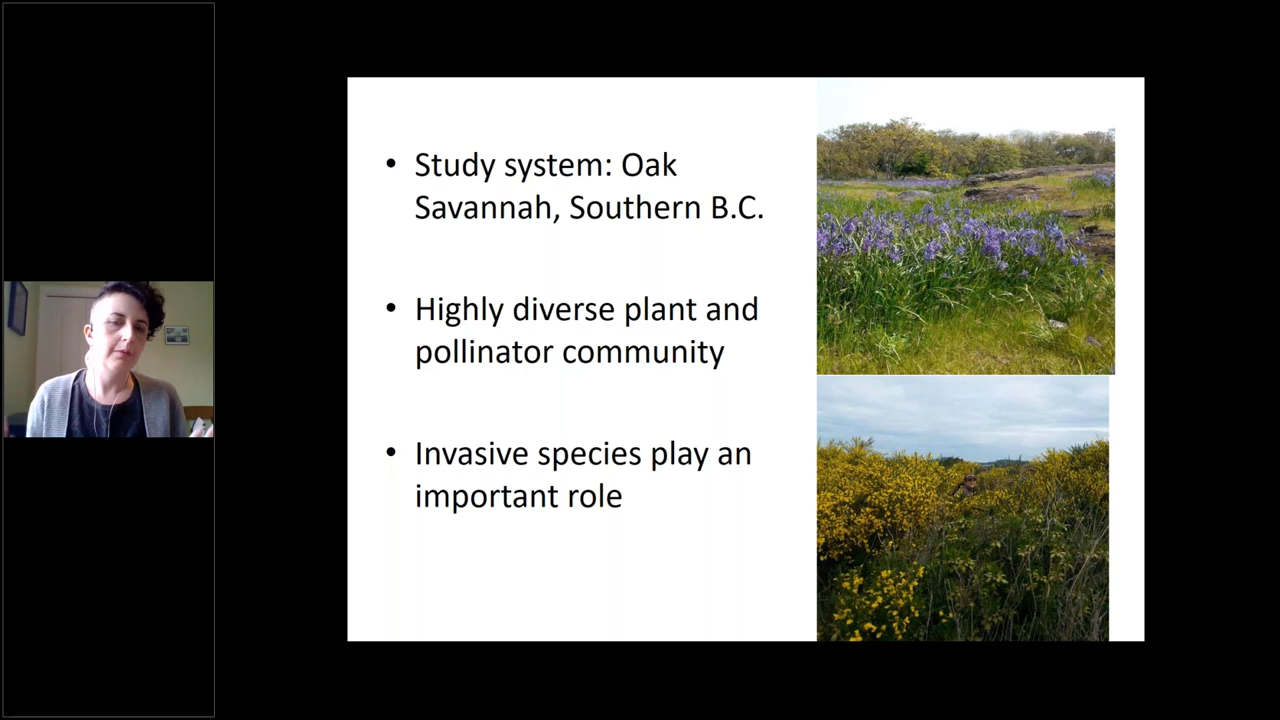 • Study system: Oak
Savannah, Southern B.C.
• Highly diverse plant and
pollinator community
• Invasive species play an
important role